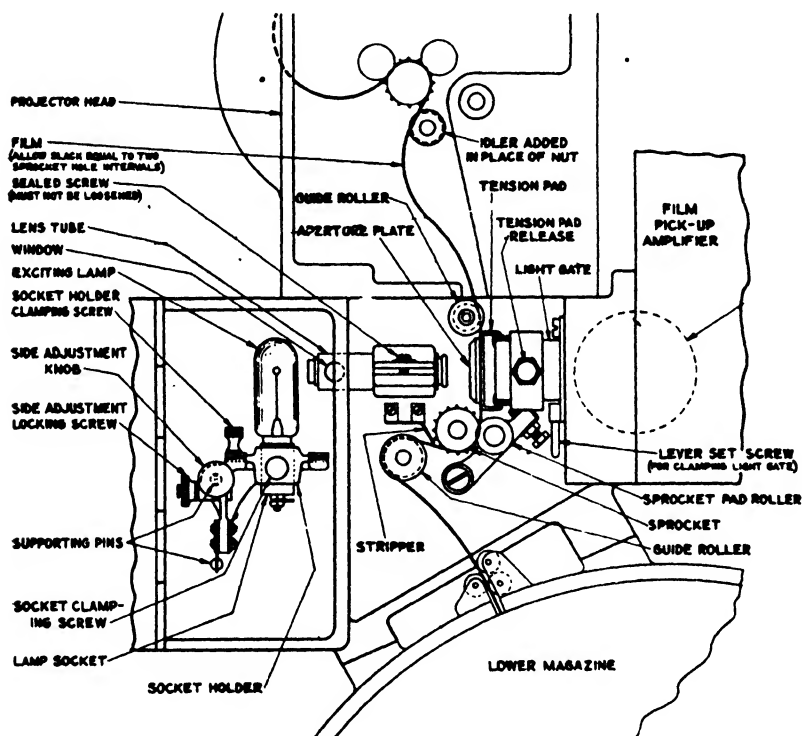 PROJECTOR HEAD
FILM
(ALLOW SLACK EQUAL TO TWO
SPROCKET HOLE INTERVALS)
SEALED SCREW
(MUST NOT BE LOOSENED)
LENS TUBE
WINDOW
EXCITING LAMP
SOCKET HOLDER
CLAMPING SCREW
SIDE ADJUSTMENT
KNOB
SIDE ADJUSTMENT
LOCKING SCREW
SUPPORTING PINS
SOCKET CLAMP-
ING SCREW
LAMP SOCKET
SOCKET HOLDER
GUIDE ROLLER
APERTURE PLATE
STRIPPER
IDLER ADDED
IN PLACE OF NUT
TENSION PAD
TENSION PAD
RELEASE
LIGHT GATE
FILM
PICK-UP
AMPLIFIER
LEVER SET SCREW
(FOR CLAMPING LIGHT GATE)
SPROCKET PAD ROLLER
SPROCKET
GUIDE ROLLER
LOWER MAGAZINE